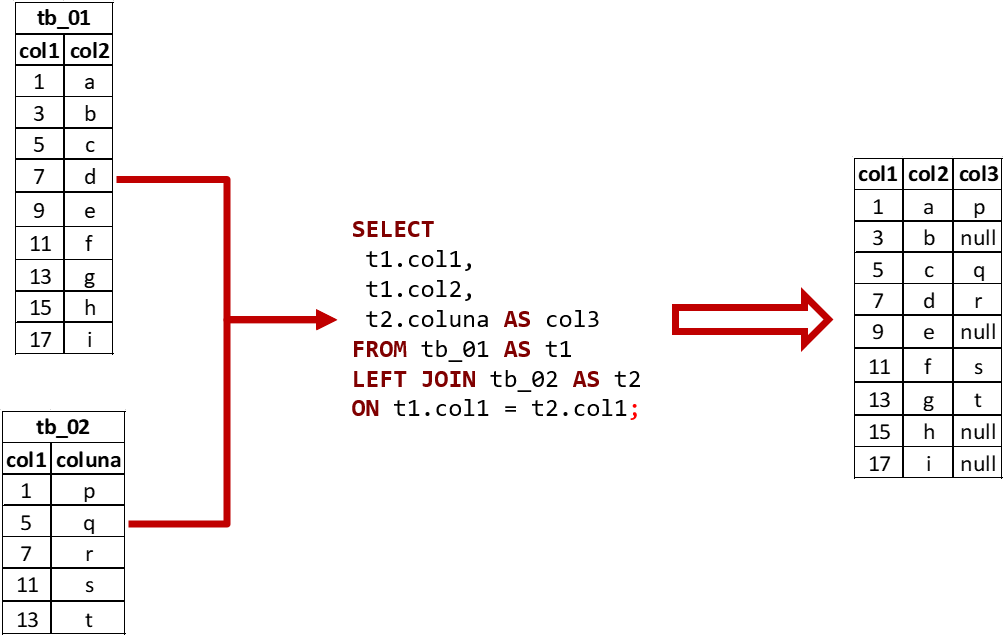 tb_01
col1 col2
1 a
3 b
5 c
7 d
9 e
11 f
13 g
15 h
17 i
tb_02
col1 coluna
1 p
5 q
7 r
11 s
13 t
SELECT
t1.col1,
t1.col2,
t2.coluna AS col3
FROM tb_01 AS t1
LEFT JOIN tb_02 AS t2
ON t1.col1 = t2.col1;
col1 col2 col3
1 a p
3 b null
5 c q
7 d r
9 e null
11 f s
13 g t
15 h null
17 i null